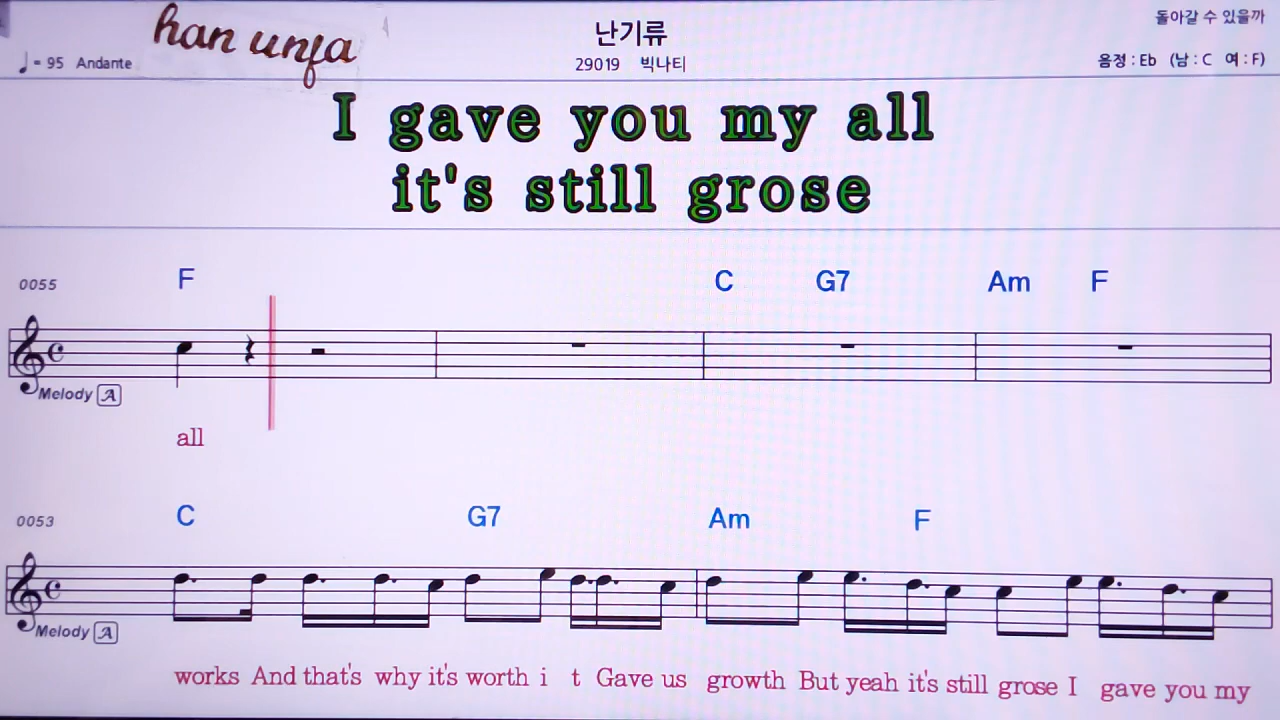 han unfa
난기류
돌아갈 수 있을까
♩= 95 Andante
29019 빅나티
음정 : Eb (남 : C 여 : F)
I gave you my all
it's still grose
0055 F C G7 Am F
Melody A
all
0053 C G7 Am F
Melody A
works And that's why it's worth i t Gave us growth But yeah it's still grose I gave you my